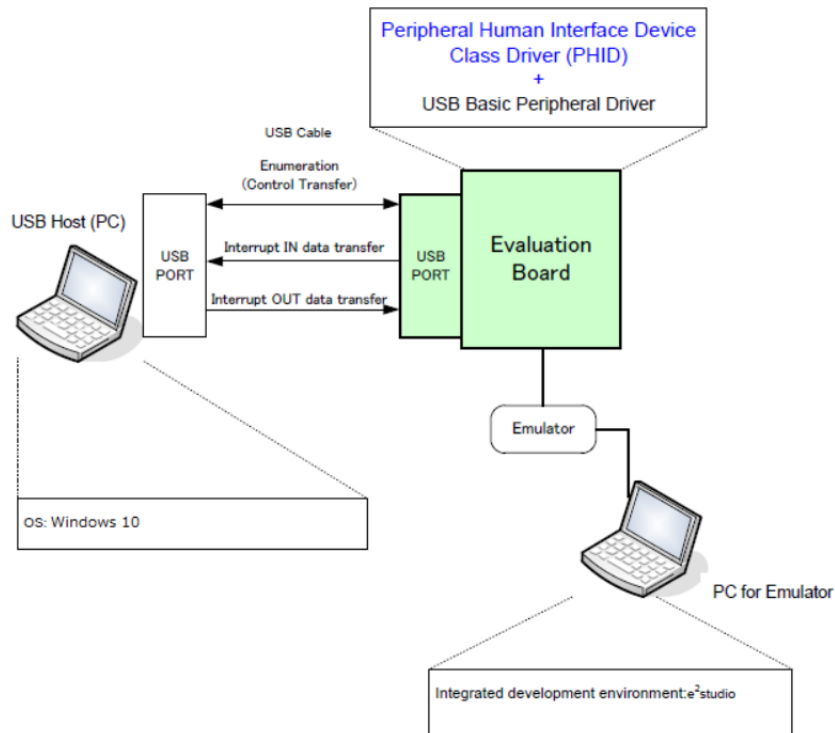 Peripheral Human Interface Device
Class Driver (PHID)
+
USB Basic Peripheral Driver
USB Cable
Enumeration
(Control Transfer)
USB Host (PC)
USB
PORT
Interrupt IN data transfer
Interrupt OUT data transfer
USB
PORT
Evaluation
Board
Emulator
OS: Windows 10
PC for Emulator
Integrated development environment:e²studio